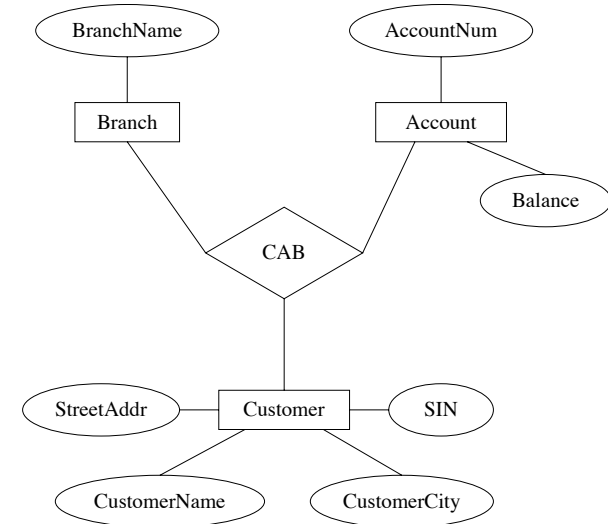 BranchName
AccountNum
Branch
Account
Balance
CAB
StreetAddr
Customer
SIN
CustomerName
CustomerCity